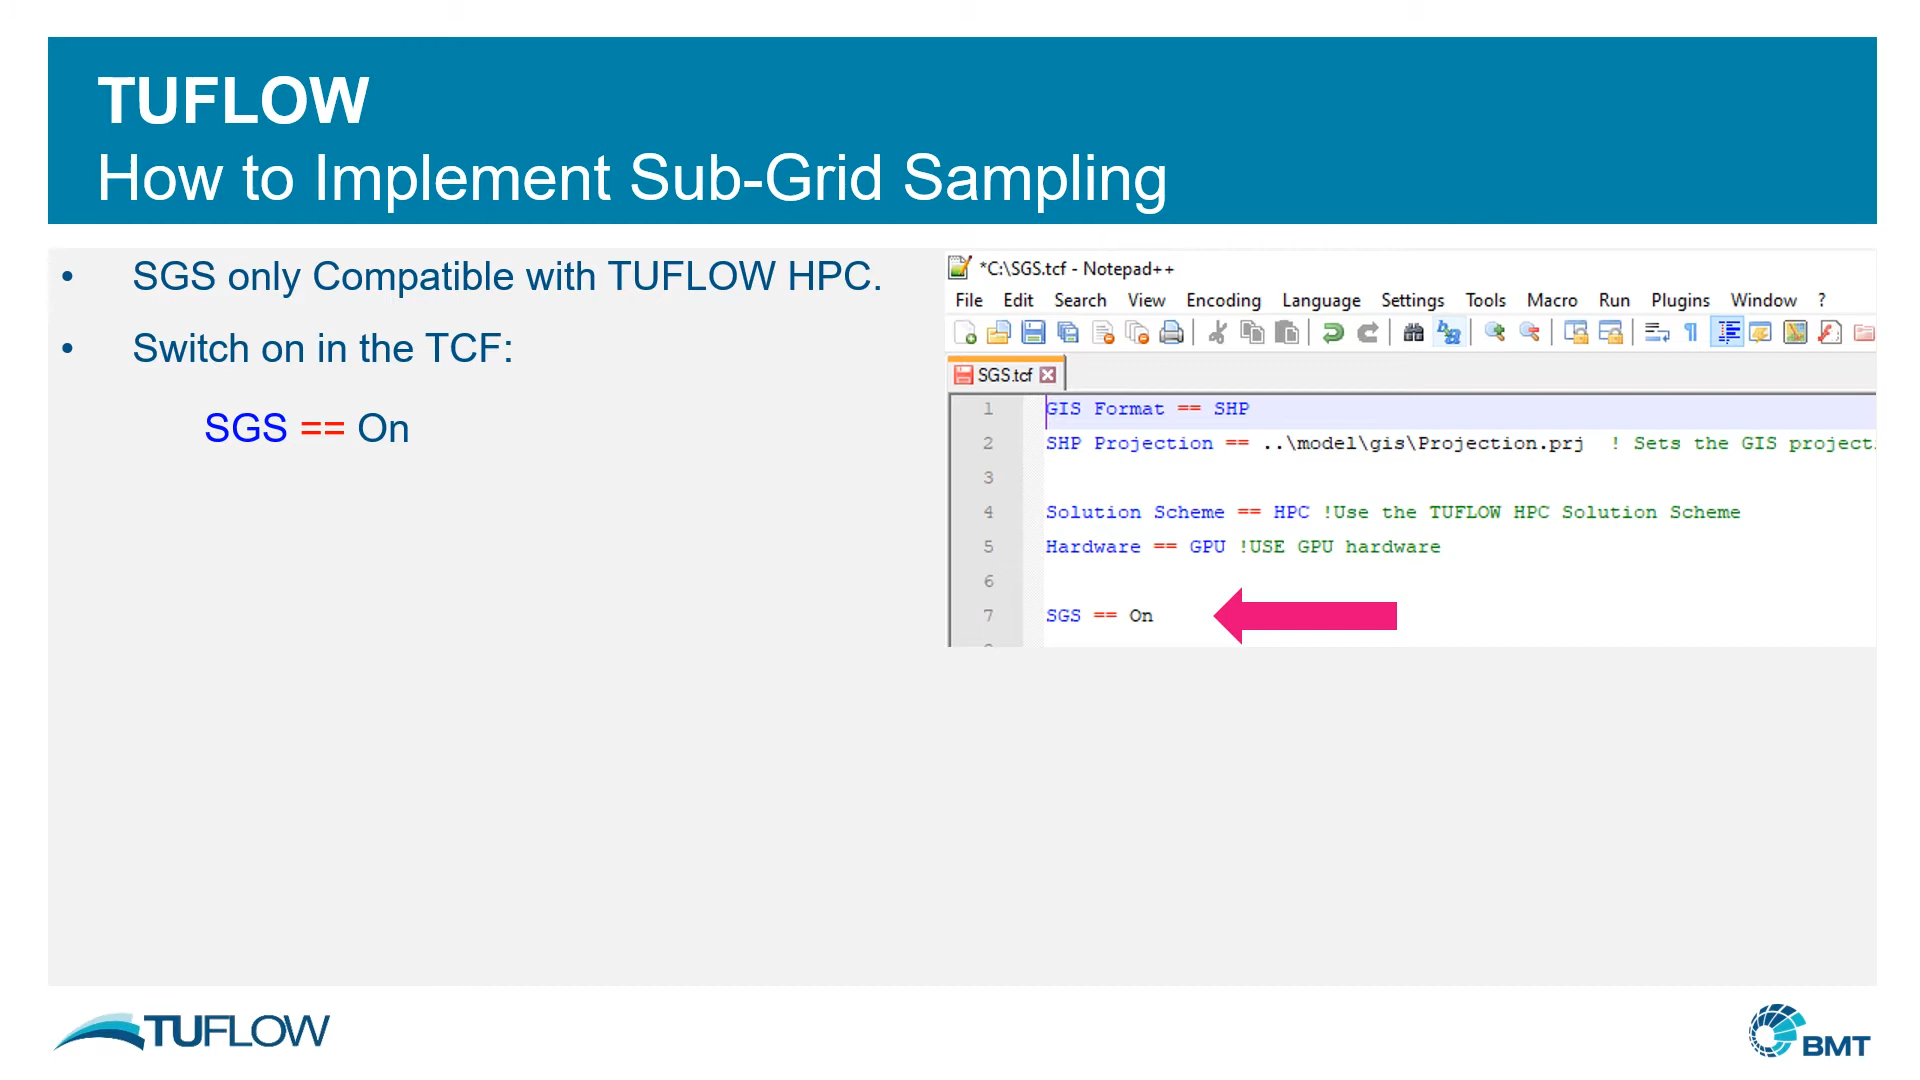 TUFLOW
How to Implement Sub-Grid Sampling
• SGS only Compatible with TUFLOW HPC.
• Switch on in the TCF:
SGS == On
*C:\SGS.tcf - Notepad++
File Edit Search View Encoding Language Settings Tools Macro Run Plugins Window ?
SGS.tcf
1 GIS Format == SHP
2 SHP Projection == ..\model\gis\Projection.prj ! Sets the GIS project
3
4 Solution Scheme == HPC !Use the TUFLOW HPC Solution Scheme
5 Hardware == GPU !USE GPU hardware
6
7 SGS == On
TUFLOW
BMT